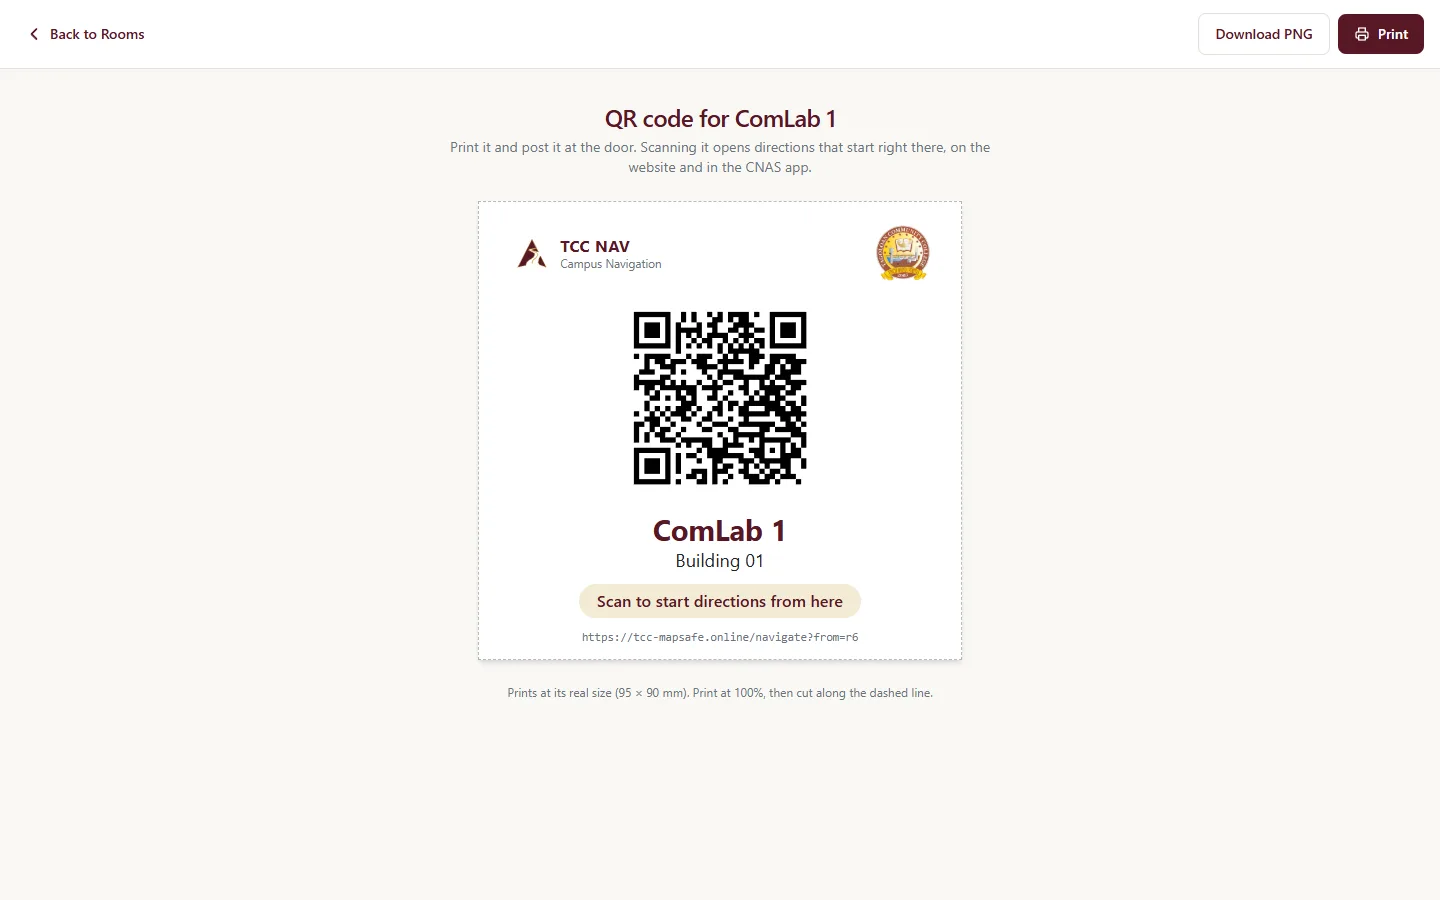 Back to Rooms
Download PNG
Print
QR code for ComLab 1
Print it and post it at the door. Scanning it opens directions that start right there, on the
website and in the CNAS app.
TCC NAV
Campus Navigation
ComLab 1
Building 01
Scan to start directions from here
https://tcc-mapsafe.online/navigate?from=r6
Prints at its real size (95 × 90 mm). Print at 100%, then cut along the dashed line.